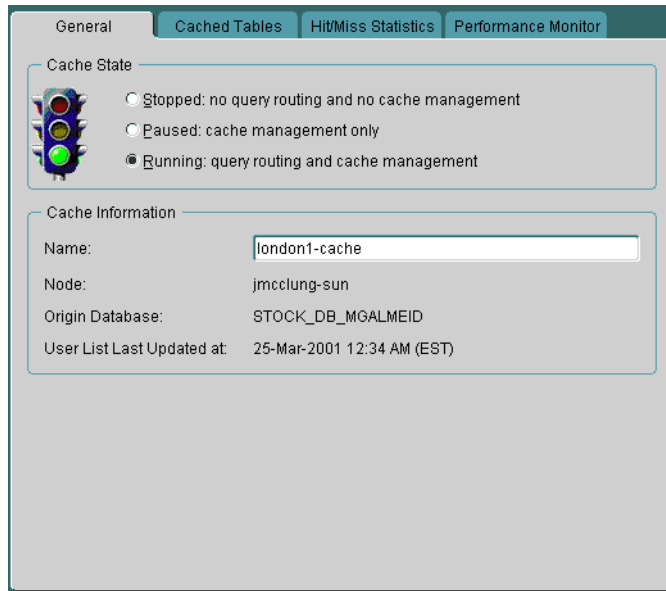 General Cached Tables Hit/Miss Statistics Performance Monitor
Cache State
Stopped: no query routing and no cache management
Paused: cache management only
Running: query routing and cache management
Cache Information
Name: london1-cache
Node: jmcclung-sun
Origin Database: STOCK_DB_MGALMEID
User List Last Updated at: 25-Mar-2001 12:34 AM (EST)